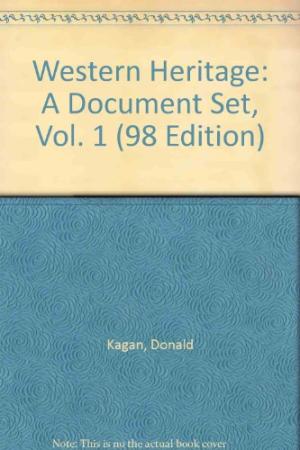 Western Heritage:
A Document Set,
Vol. 1 (98 Edition)
Kagan, Donald
Note: This is no the actual book cover